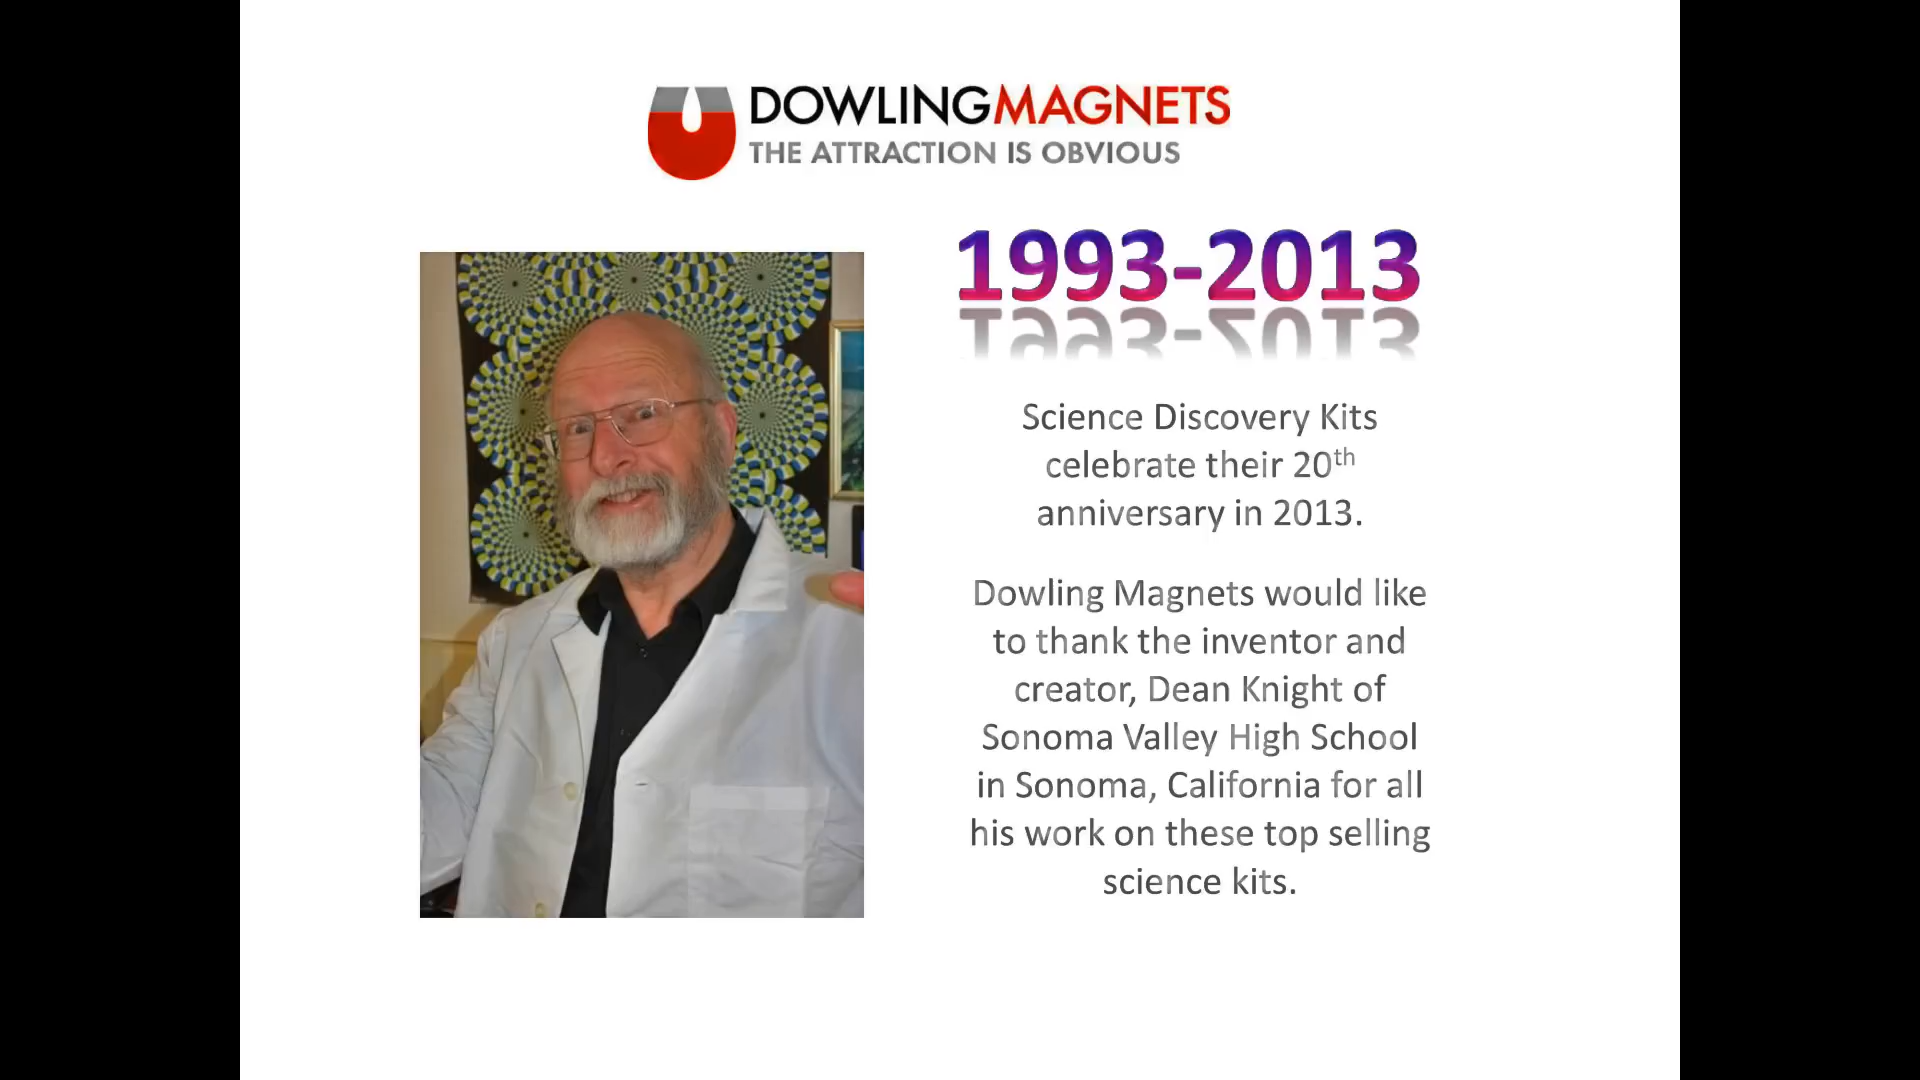 DOWLINGMAGNETS
THE ATTRACTION IS OBVIOUS
1993-2013
Science Discovery Kits
celebrate their 20th
anniversary in 2013.
Dowling Magnets would like
to thank the inventor and
creator, Dean Knight of
Sonoma Valley High School
in Sonoma, California for all
his work on these top selling
science kits.